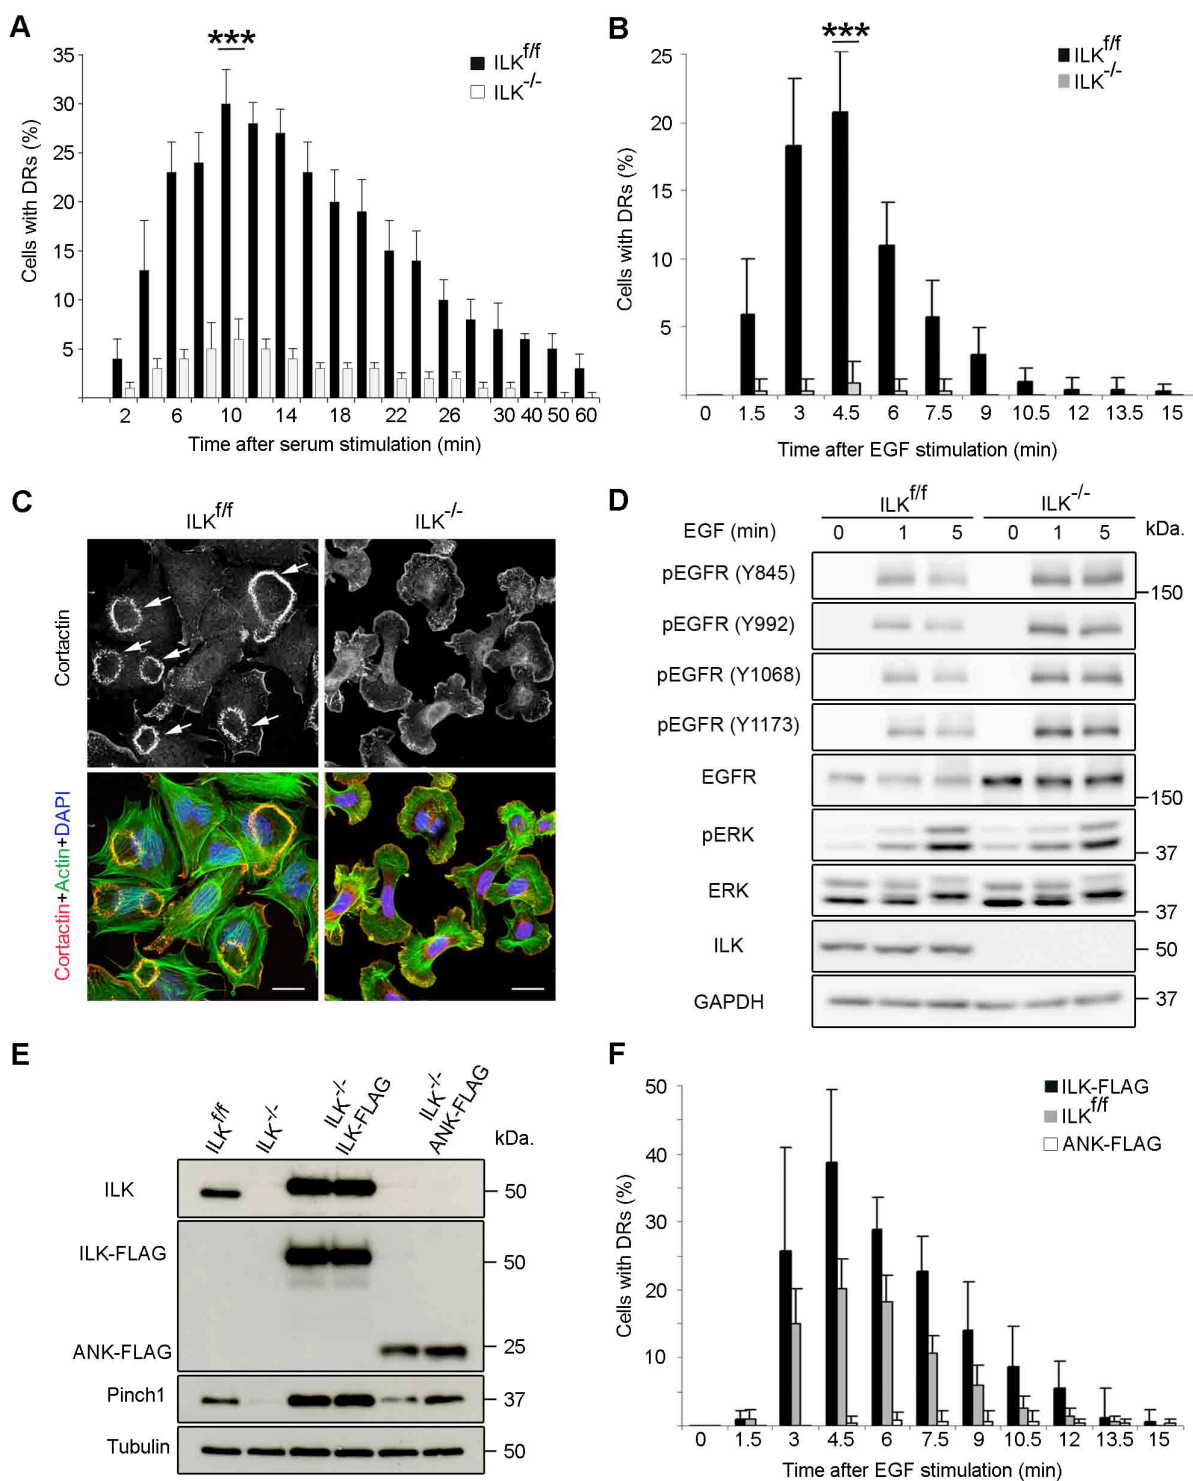 A
***
ILK^f/f
ILK^-/-
Cells with DRs (%)
35
30
25
20
15
10
5
2 6 10 14 18 22 26 30 40 50 60
Time after serum stimulation (min)
B
***
ILK^f/f
ILK^-/-
Cells with DRs (%)
25
20
15
10
5
0 1.5 3 4.5 6 7.5 9 10.5 12 13.5 15
Time after EGF stimulation (min)
C
ILK^f/f
ILK^-/-
Cortactin
Cortactin+Actin+DAPI
D
ILK^f/f ILK^-/-
EGF (min) 0 1 5 0 1 5 kDa.
pEGFR (Y845)
150
pEGFR (Y992)
pEGFR (Y1068)
pEGFR (Y1173)
EGFR
150
pERK
37
ERK
37
ILK 50
GAPDH 37
E
ILK^f/f
ILK^-/-
ILK^-/-
ILK-FLAG
ILK^-/-
ANK-FLAG
kDa.
ILK 50
ILK-FLAG 50
ANK-FLAG 25
Pinch1 37
Tubulin 50
F
ILK-FLAG
ILK^f/f
ANK-FLAG
Cells with DRs (%)
50
40
30
20
10
0 1.5 3 4.5 6 7.5 9 10.5 12 13.5 15
Time after EGF stimulation (min)